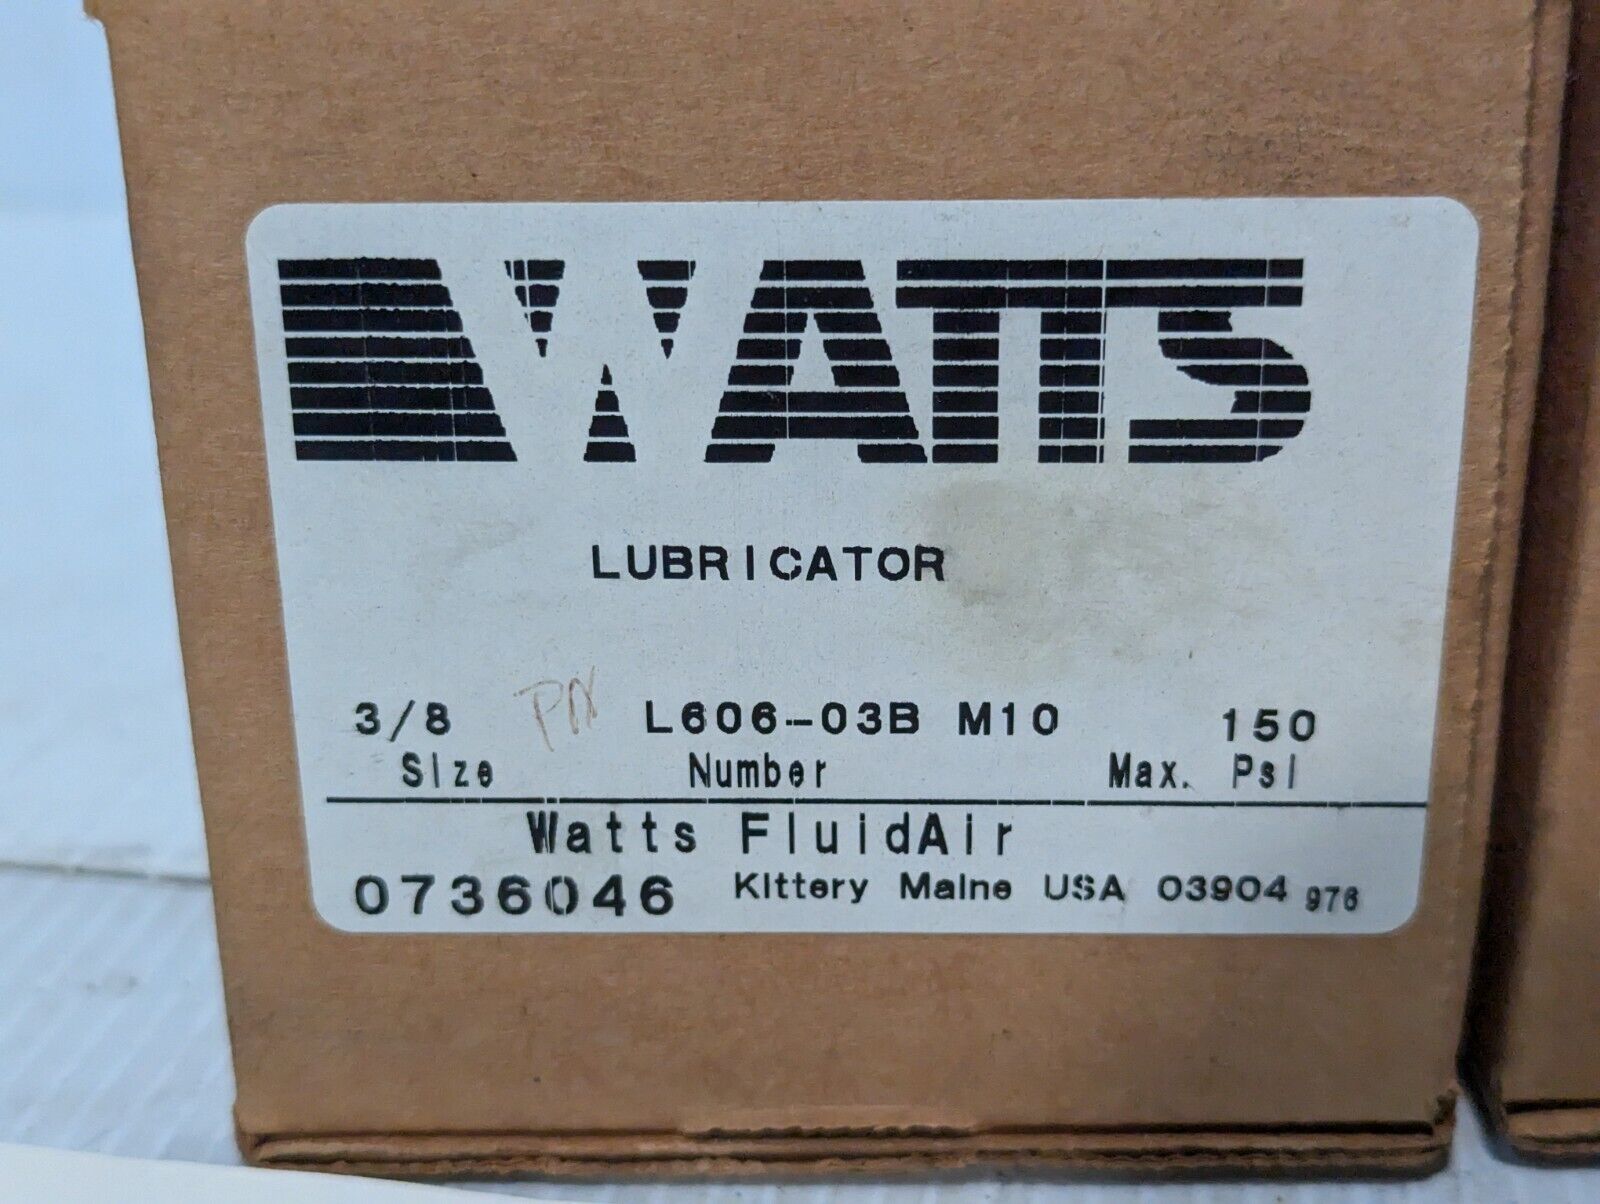 WATTS
LUBRICATOR
3/8 PN L606-03B M10 150
Size Number Max. Psi
Watts FluidAir
0736046 Kittery Maine USA 03904 976